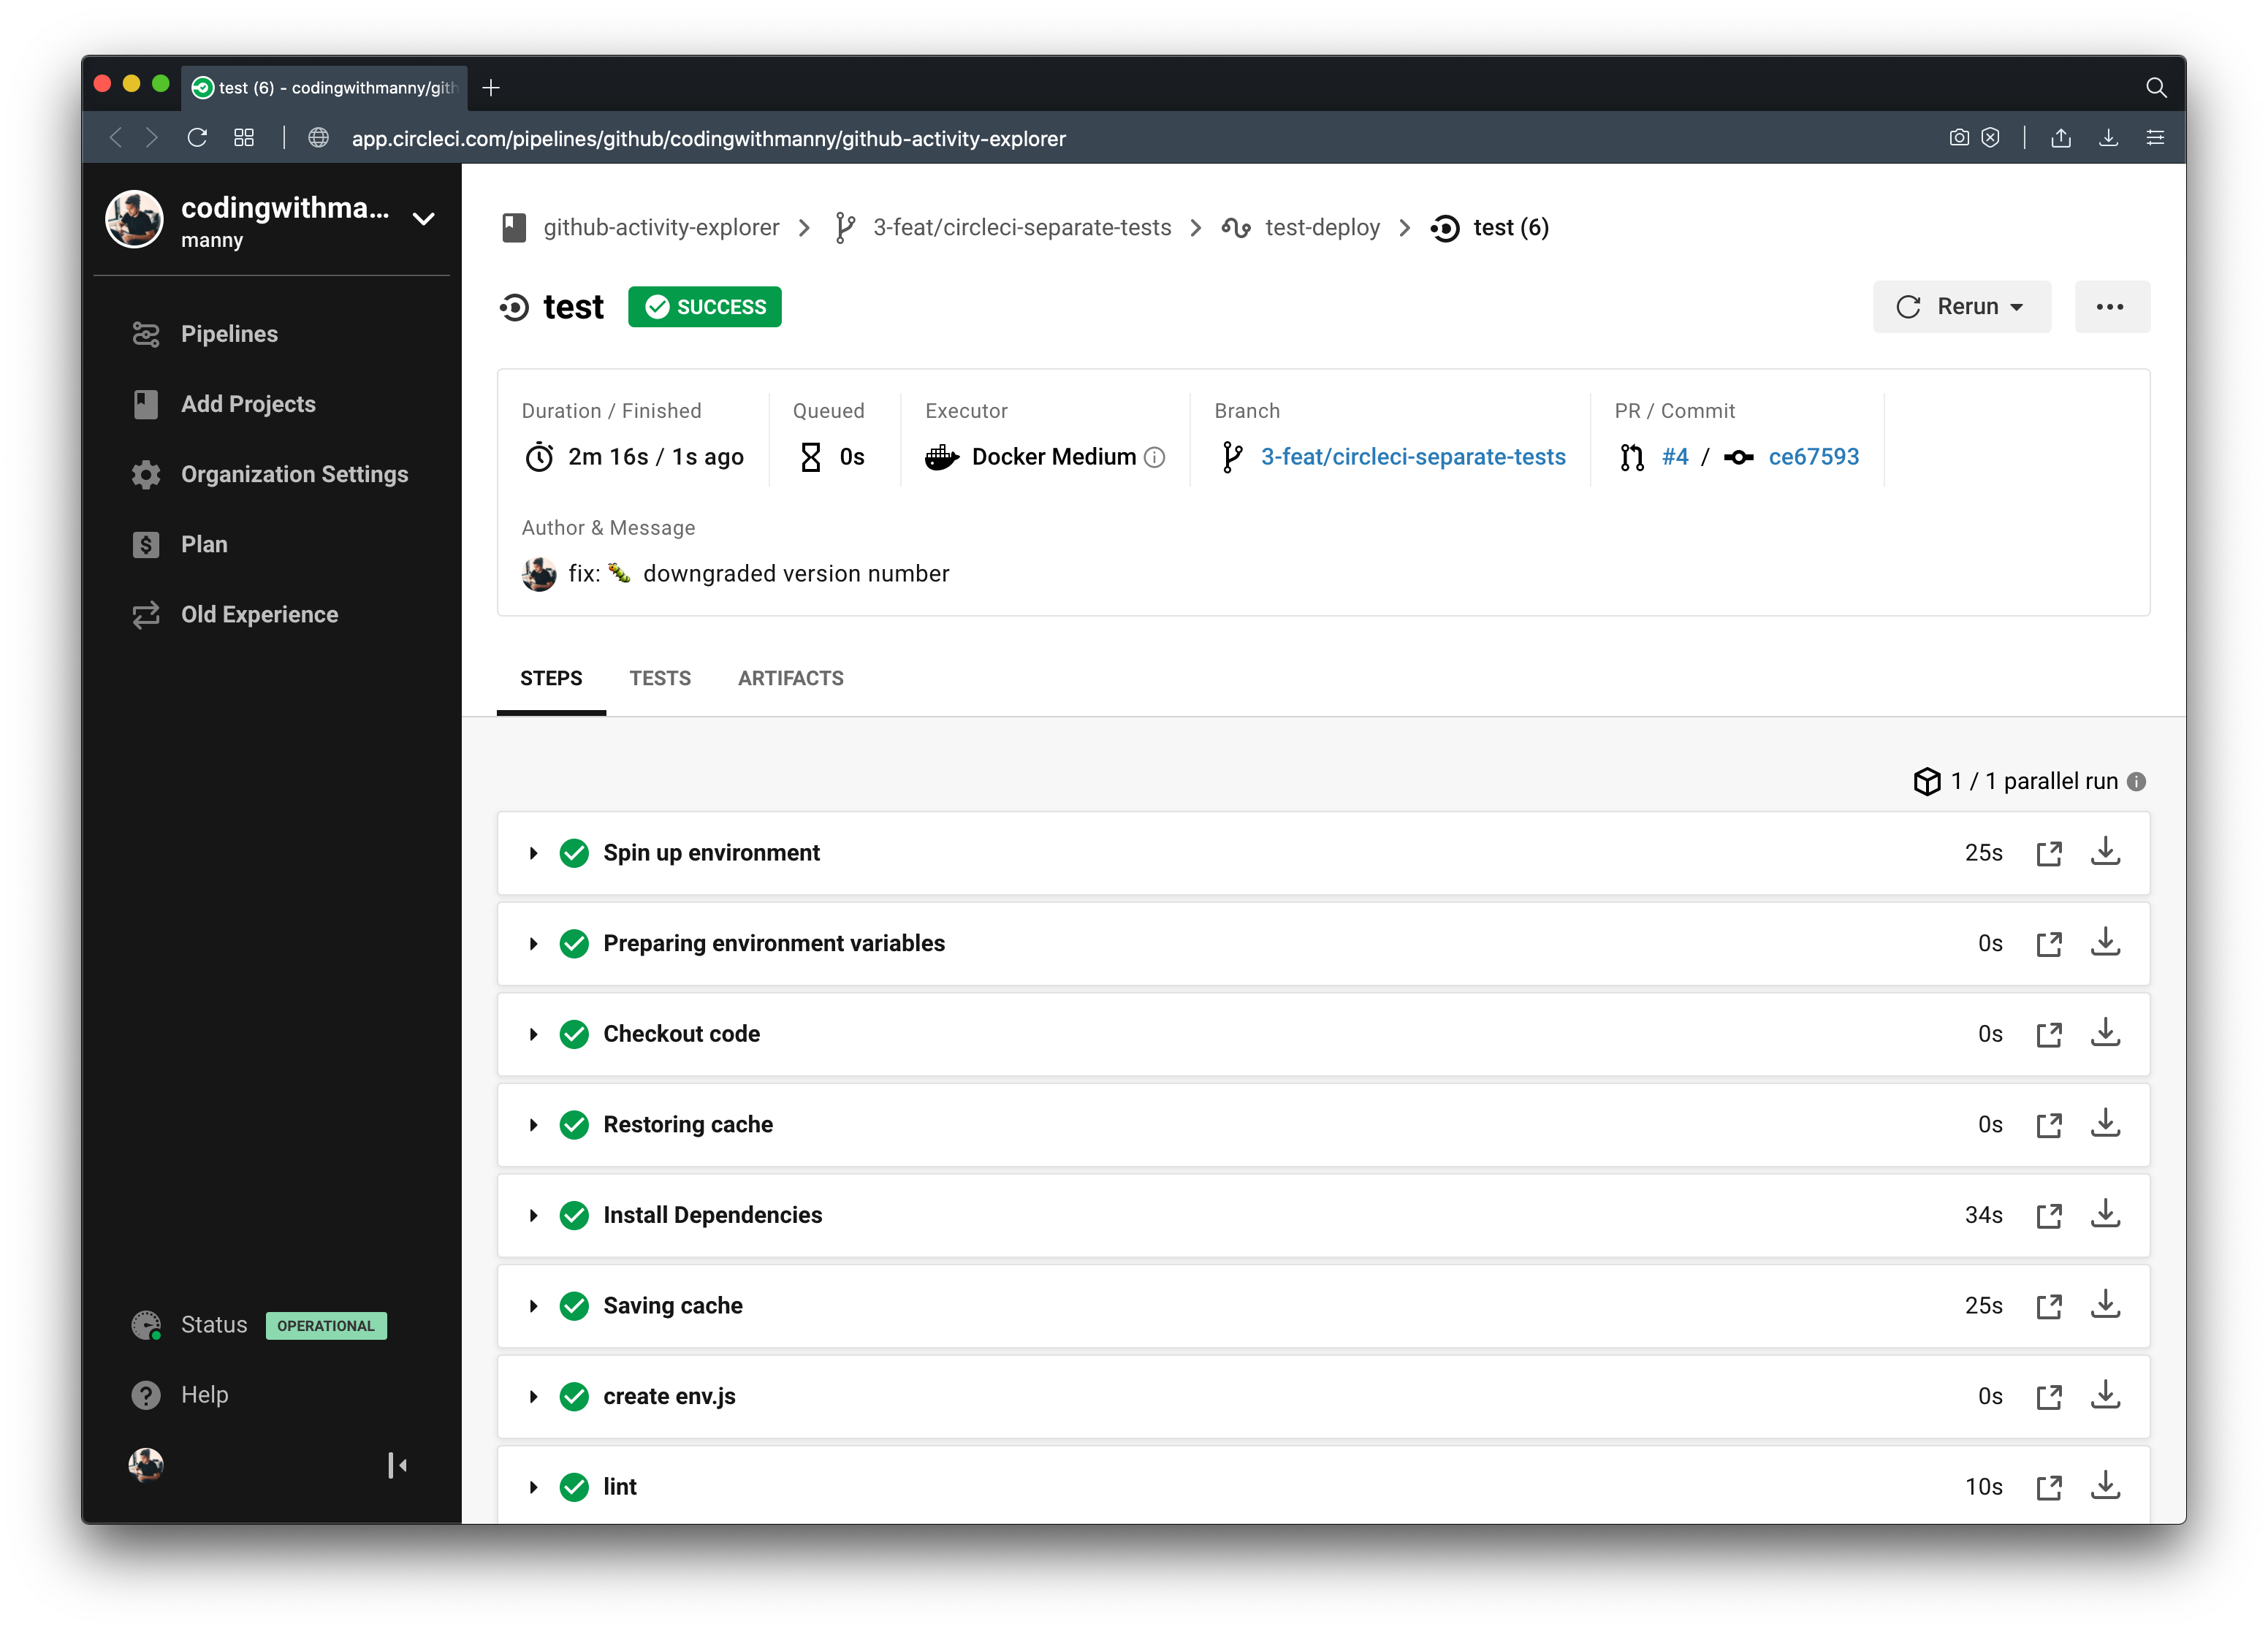 test (6) - codingwithmanny/gith
app.circleci.com/pipelines/github/codingwithmanny/github-activity-explorer
codingwithma...
manny
Pipelines
Add Projects
Organization Settings
Plan
Old Experience
Status OPERATIONAL
Help
github-activity-explorer 3-feat/circleci-separate-tests test-deploy test (6)
test SUCCESS Rerun
Duration / Finished Queued Executor Branch PR / Commit
2m 16s / 1s ago 0s Docker Medium 3-feat/circleci-separate-tests #4 / ce67593
Author & Message
fix: 🐛 downgraded version number
STEPS TESTS ARTIFACTS
1 / 1 parallel run
Spin up environment 25s
Preparing environment variables 0s
Checkout code 0s
Restoring cache 0s
Install Dependencies 34s
Saving cache 25s
create env.js 0s
lint 10s